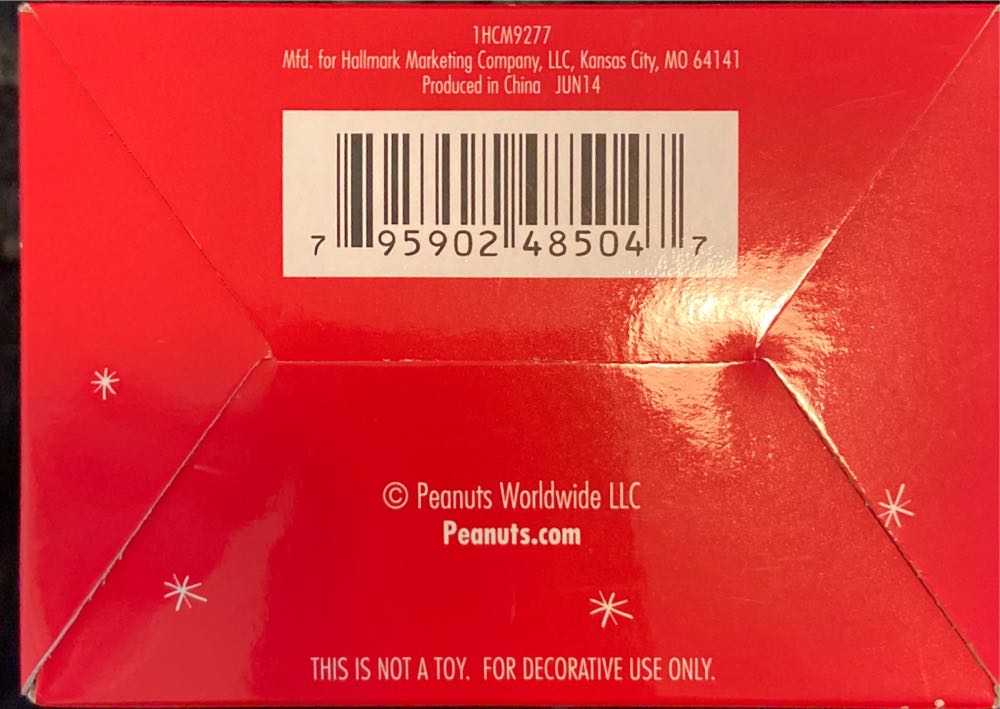 1HCM9277
Mfd. for Hallmark Marketing Company, LLC, Kansas City, MO 64141
Produced in China JUN14
7 95902 48504 7
© Peanuts Worldwide LLC
Peanuts.com
THIS IS NOT A TOY. FOR DECORATIVE USE ONLY.